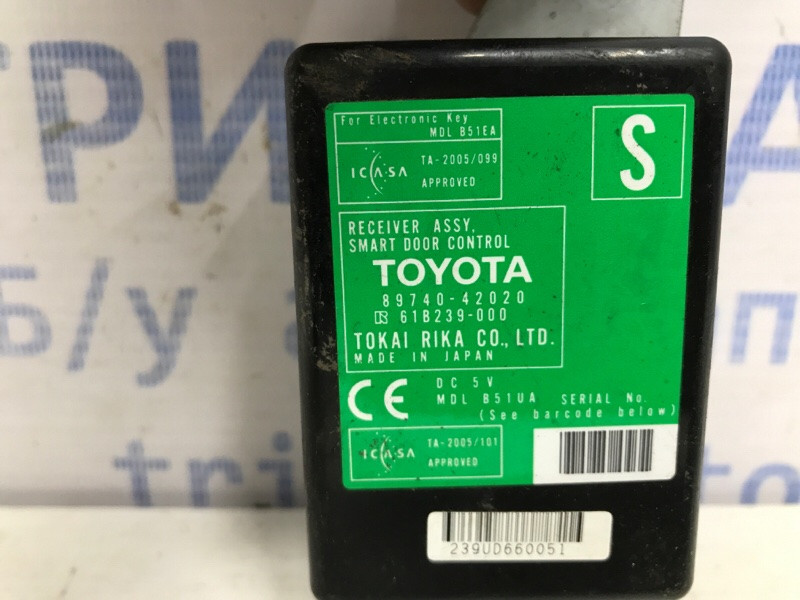 ТРИ А
б/у а
tri
For Electronic Key
MDL B51EA
ICASA
TA-2005/099
APPROVED
S
RECEIVER ASSY,
SMART DOOR CONTROL
TOYOTA
89740-42020
61B239-000
TOKAI RIKA CO., LTD.
MADE IN JAPAN
CE
DC 5V
MDL B51UA SERIAL No.
(See barcode below)
ICASA
TA-2005/101
APPROVED
239UD660051